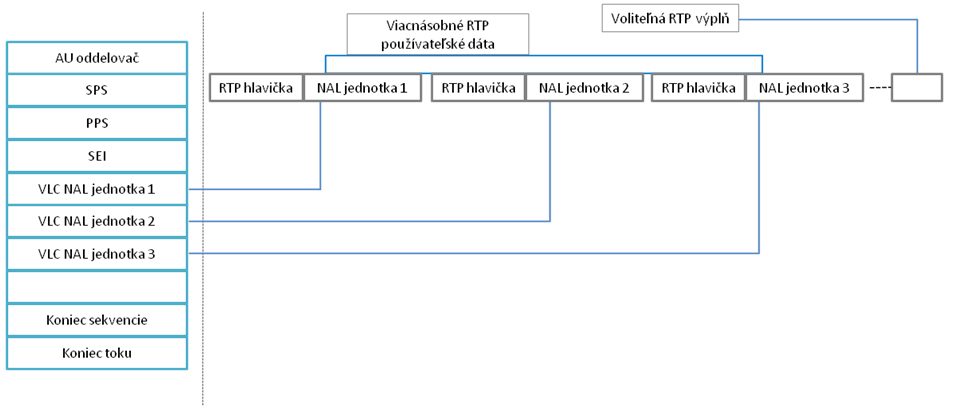 Voliteľná RTP výplň
Viacnásobné RTP
používateľské dáta
AU oddelovač
SPS
PPS
SEI
VLC NAL jednotka 1
VLC NAL jednotka 2
VLC NAL jednotka 3
Koniec sekvencie
Koniec toku
RTP hlavička NAL jednotka 1 RTP hlavička NAL jednotka 2 RTP hlavička NAL jednotka 3